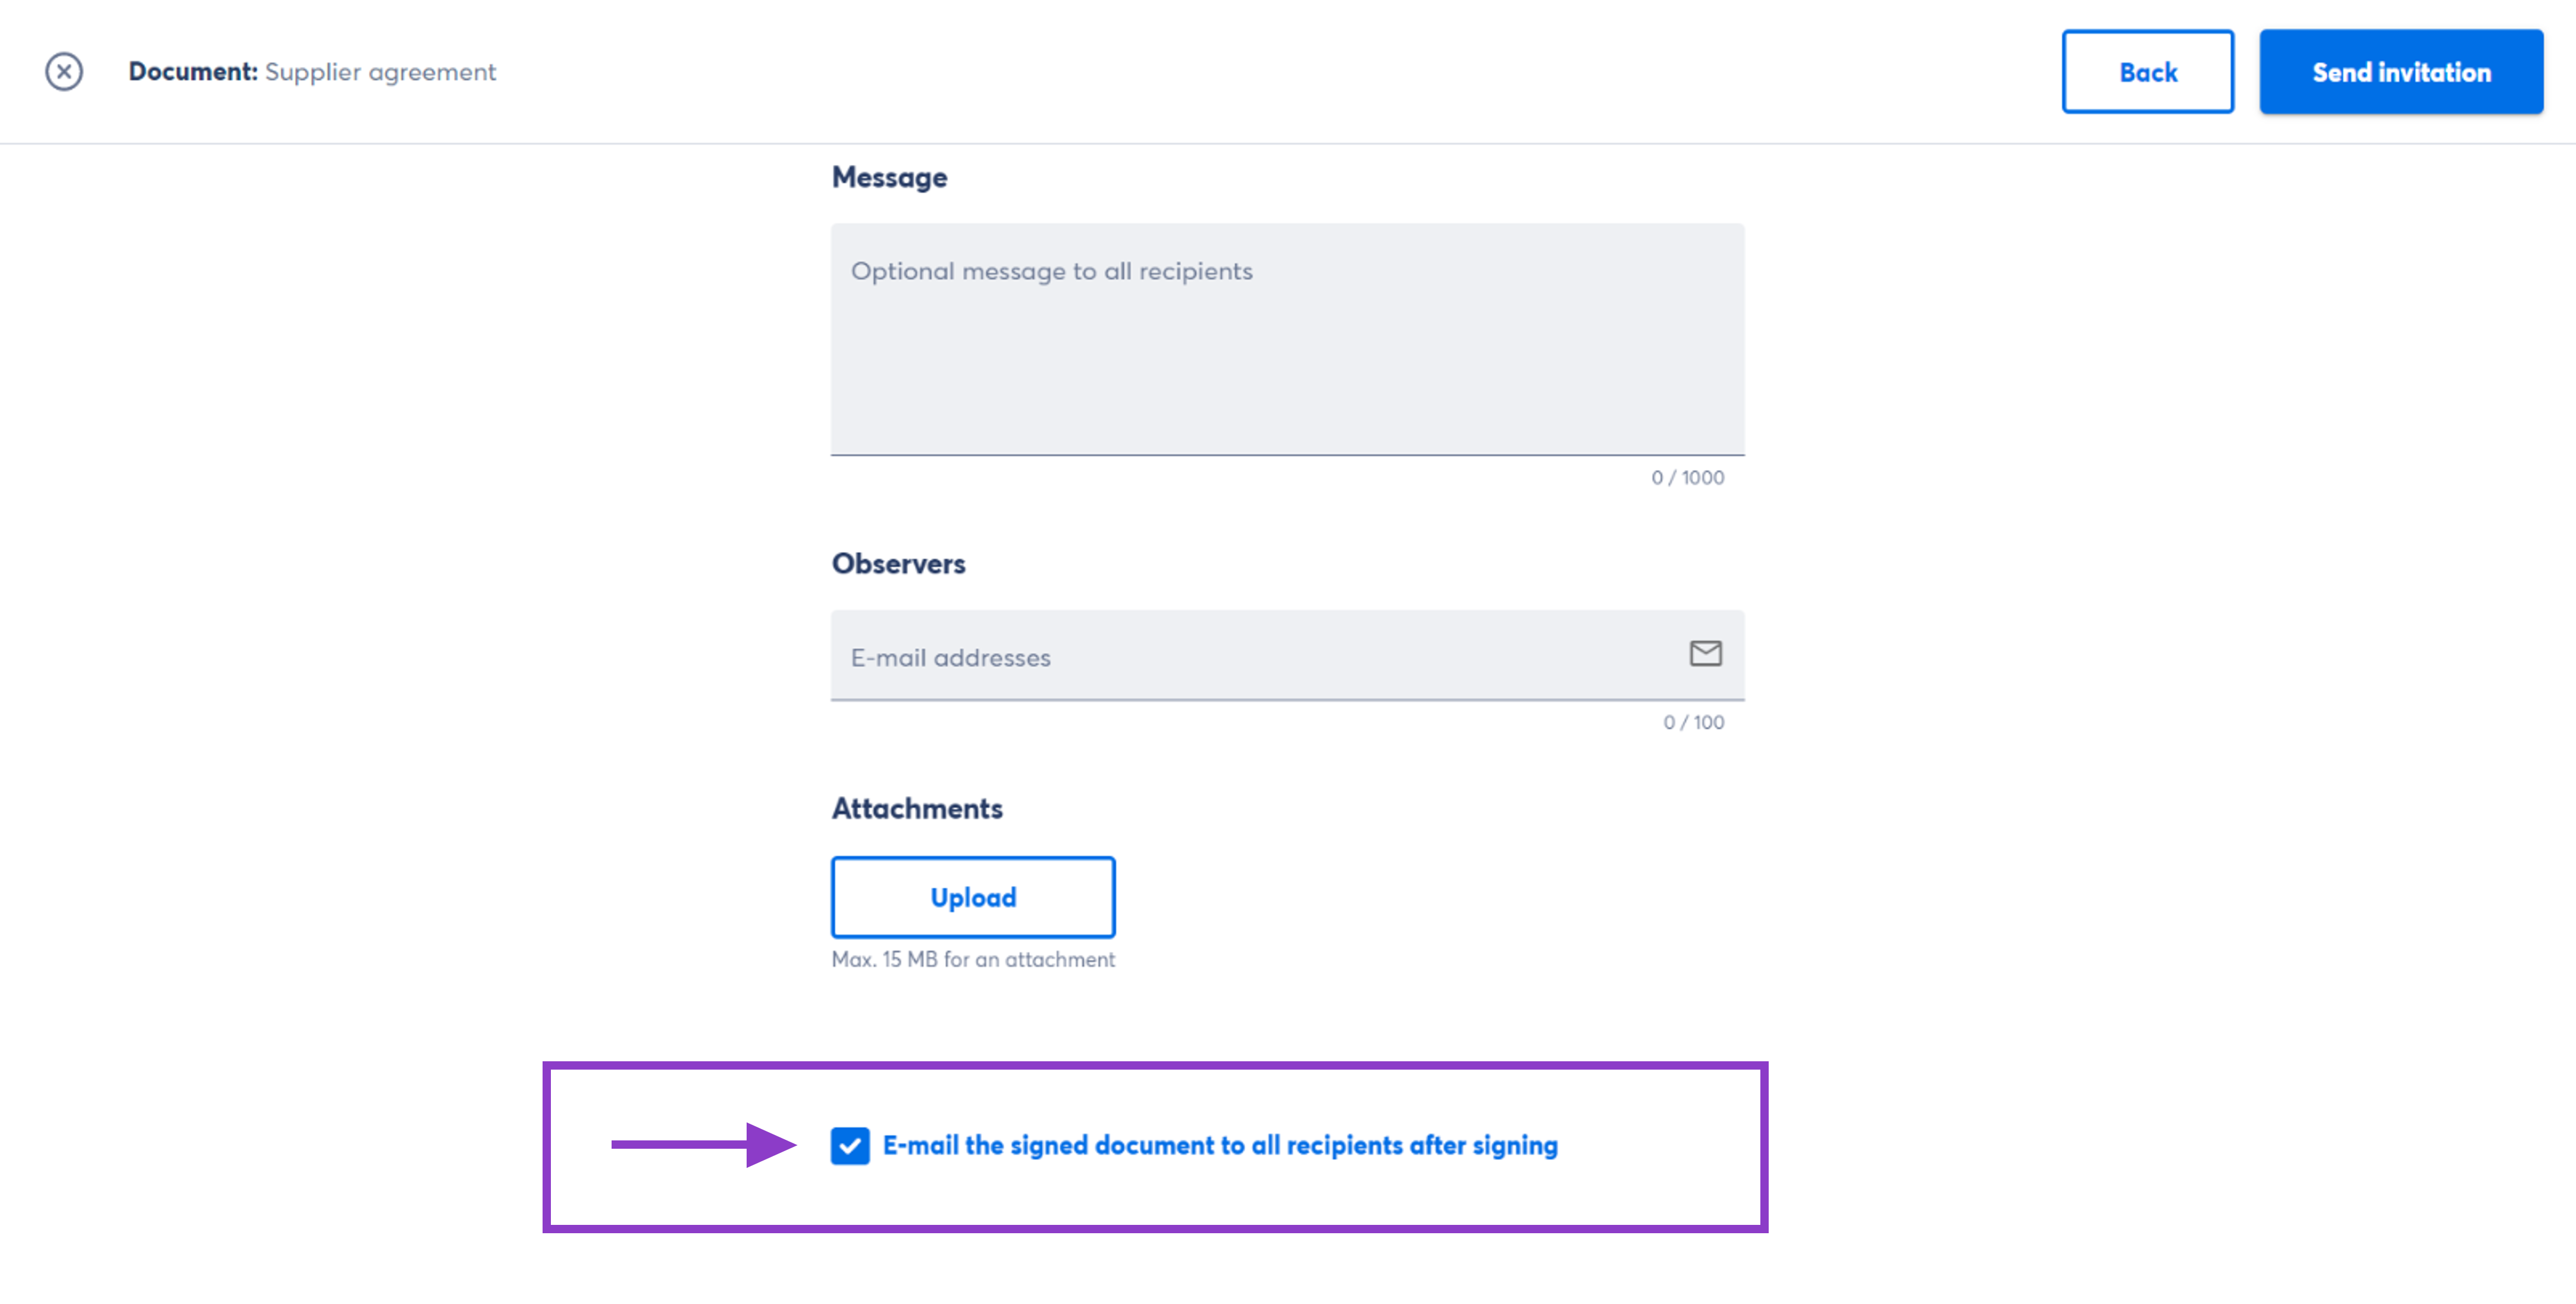 Document: Supplier agreement
Back
Send invitation
Message
Optional message to all recipients
0 / 1000
Observers
E-mail addresses
0 / 100
Attachments
Upload
Max. 15 MB for an attachment
E-mail the signed document to all recipients after signing